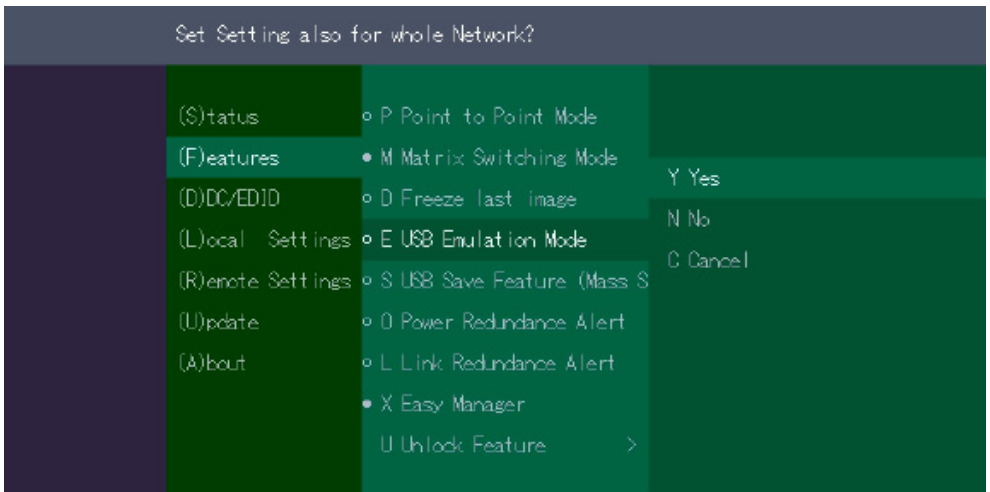 Set Setting also for whole Network?
(S)tatus
(F)eatures
(D)DC/EDID
(L)ocal Settings
(R)emote Settings
(U)pdate
(A)bout
P Point to Point Mode
M Matrix Switching Mode
D Freeze last image
E USB Emulation Mode
S USB Save Feature (Mass S
O Power Redundance Alert
L Link Redundance Alert
X Easy Manager
U Unlock Feature >
Y Yes
N No
C Cancel